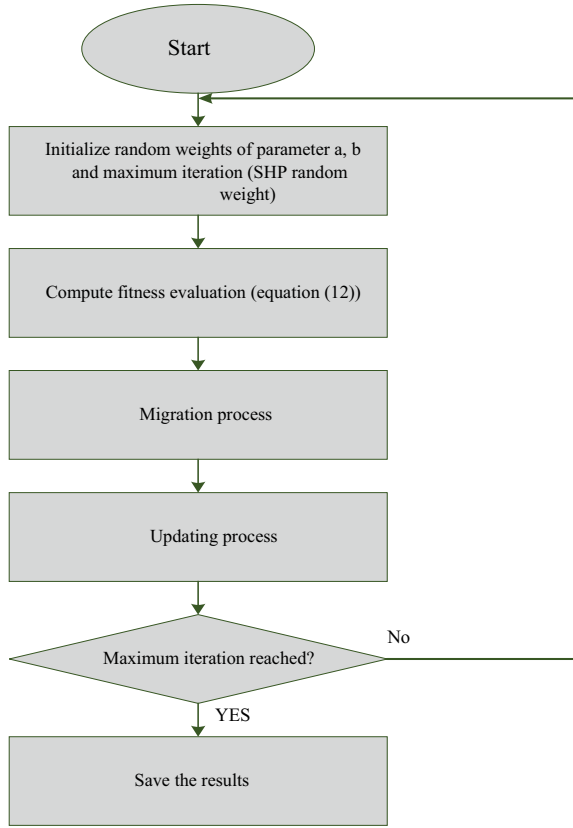 Start
Initialize random weights of parameter a, b
and maximum iteration (SHP random
weight)
Compute fitness evaluation (equation (12))
Migration process
Updating process
Maximum iteration reached?
No
YES
Save the results